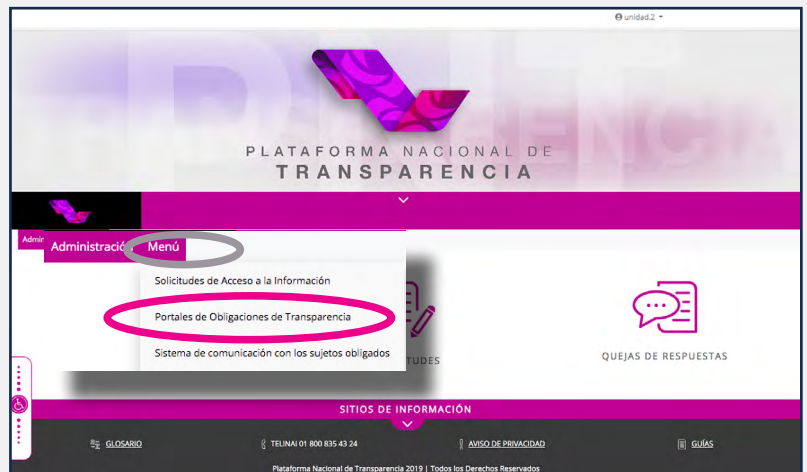 unidad.2
PLATAFORMA NACIONAL DE
TRANSPARENCIA
Admin
Administración Menú
Solicitudes de Acceso a la Información
Portales de Obligaciones de Transparencia
Sistema de comunicación con los sujetos obligados
TUDES
QUEJAS DE RESPUESTAS
SITIOS DE INFORMACIÓN
GLOSARIO TELINAI 01 800 835 43 24 AVISO DE PRIVACIDAD GUÍAS
Plataforma Nacional de Transparencia 2019 | Todos los Derechos Reservados